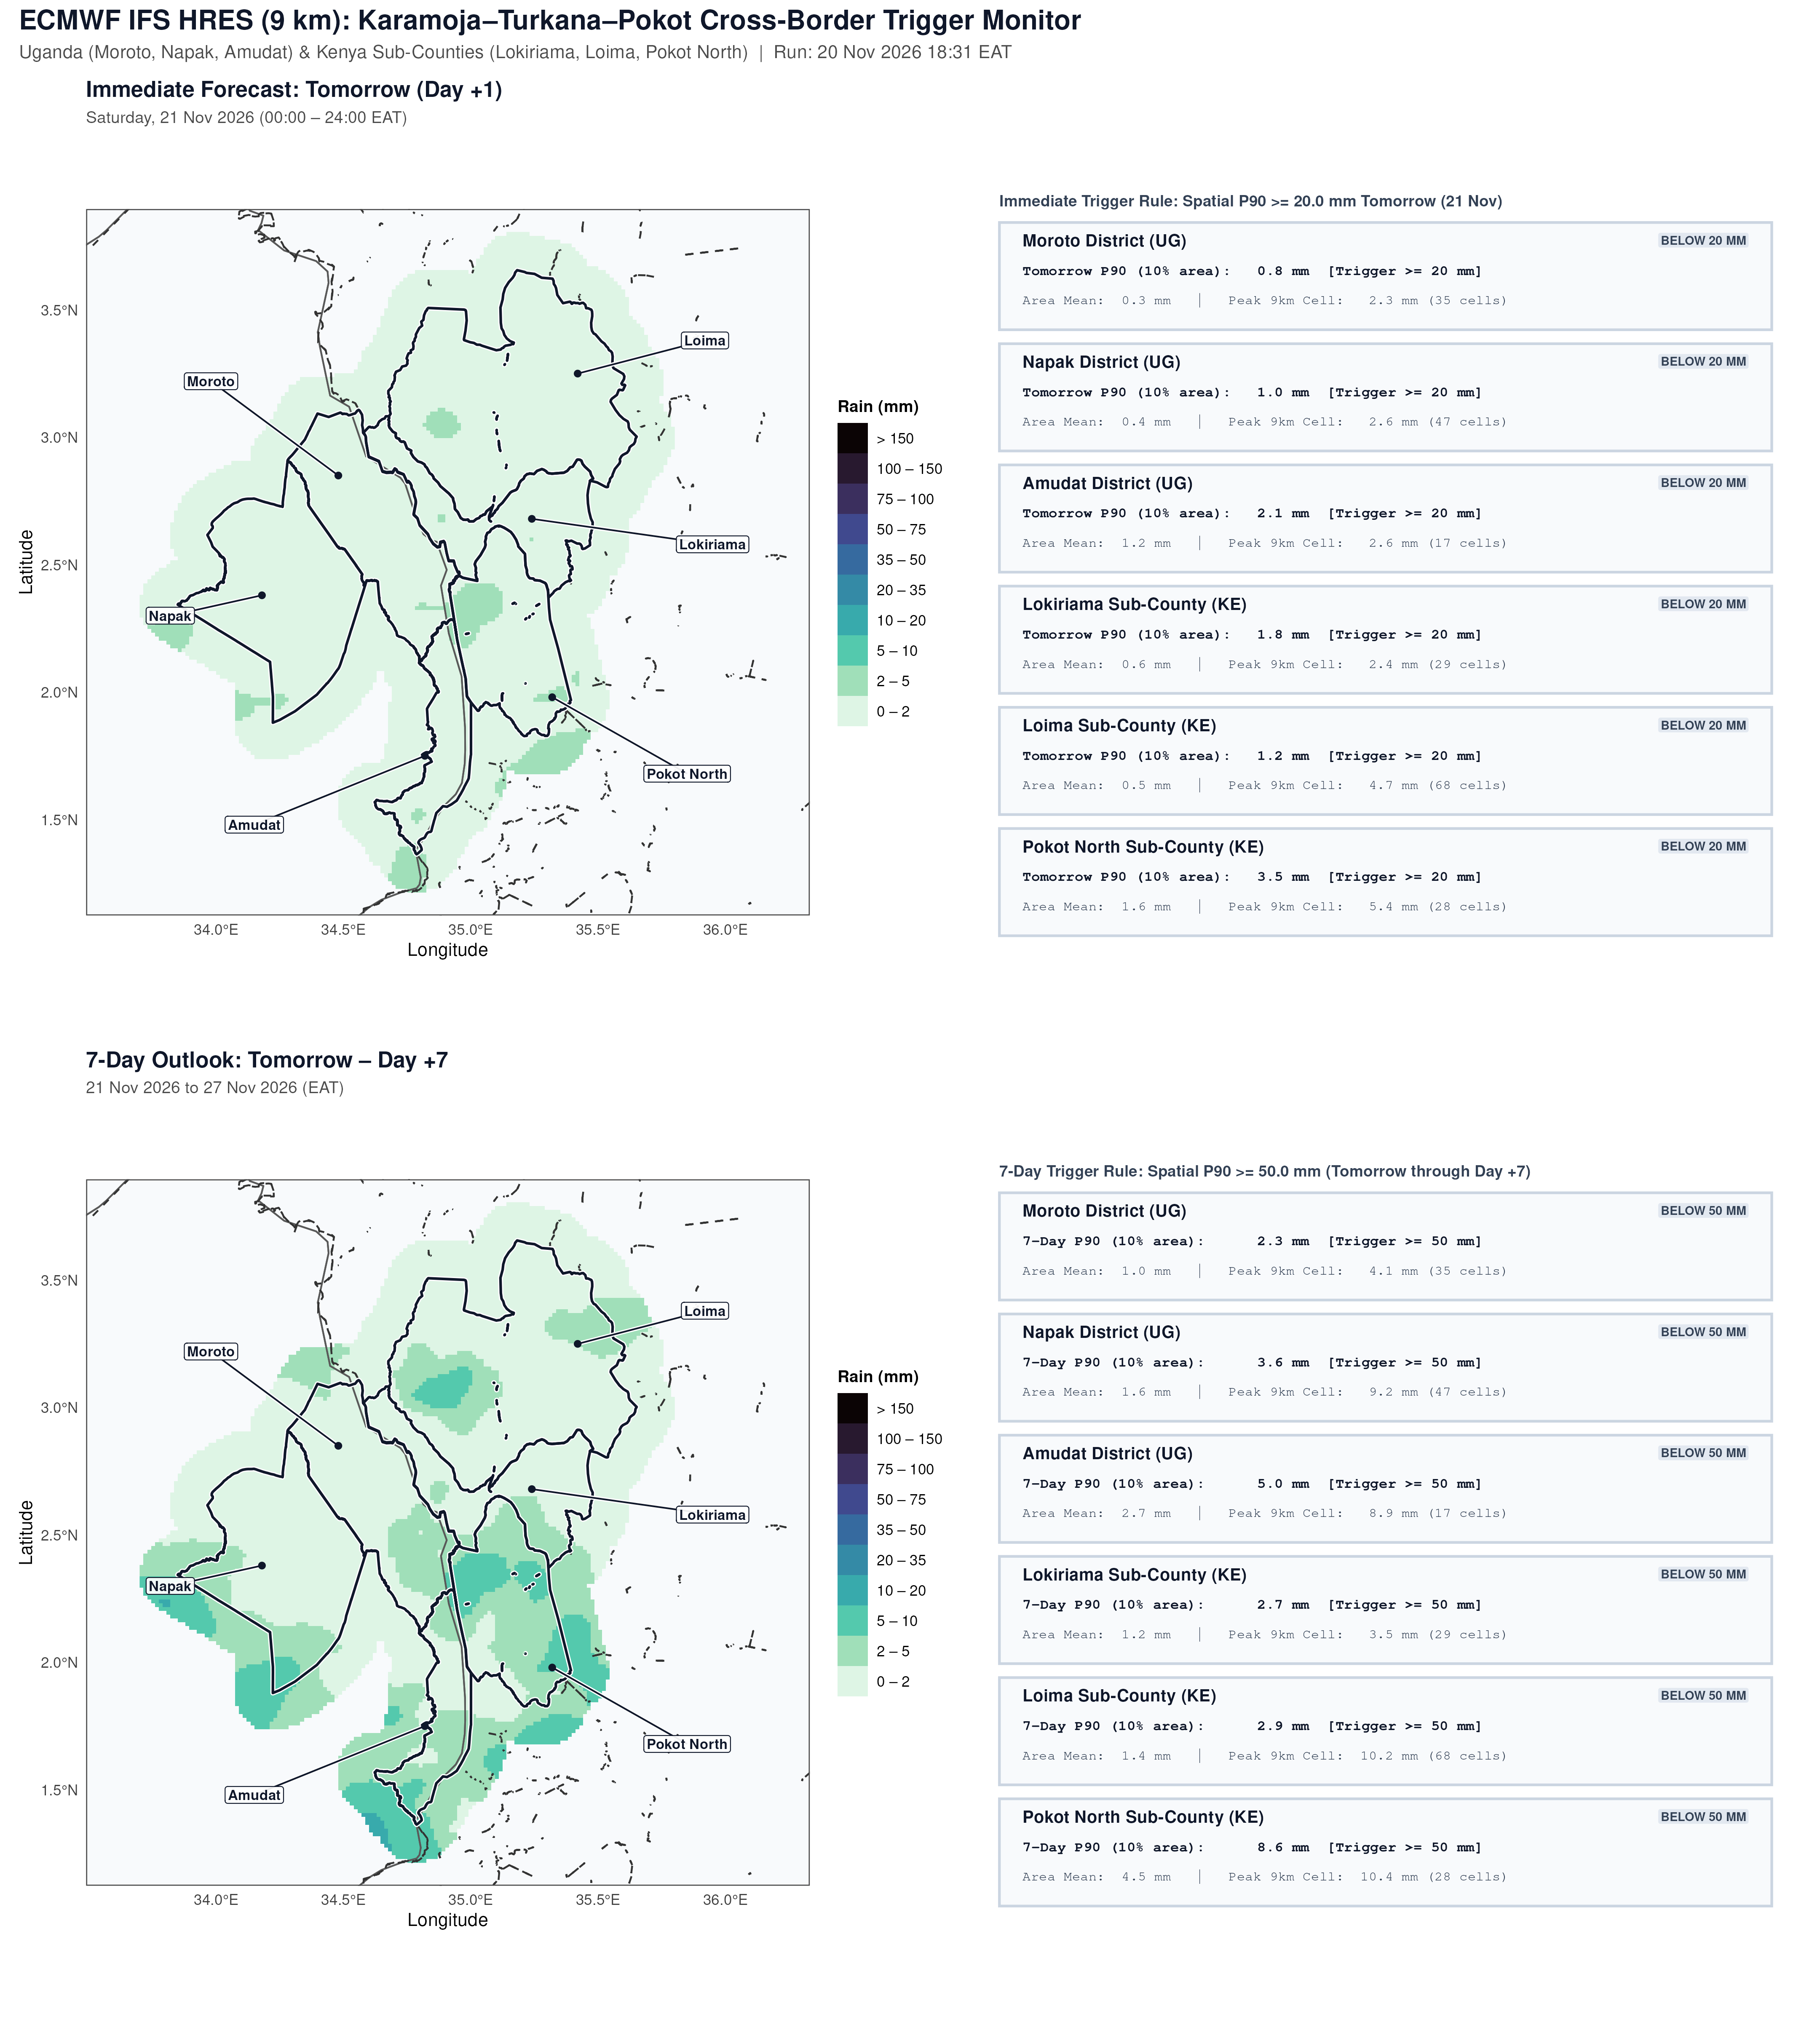 ECMWF IFS HRES (9 km): Karamoja–Turkana–Pokot Cross-Border Trigger Monitor
Uganda (Moroto, Napak, Amudat) & Kenya Sub-Counties (Lokiriama, Loima, Pokot North) | Run: 20 Nov 2026 18:31 EAT
Immediate Forecast: Tomorrow (Day +1)
Saturday, 21 Nov 2026 (00:00 – 24:00 EAT)
Latitude
3.5°N
3.0°N
2.5°N
2.0°N
1.5°N
Loima
Moroto
Lokiriama
Napak
Pokot North
Amudat
34.0°E 34.5°E 35.0°E 35.5°E 36.0°E
Longitude
Rain (mm)
> 150
100 – 150
75 – 100
50 – 75
35 – 50
20 – 35
10 – 20
5 – 10
2 – 5
0 – 2
Immediate Trigger Rule: Spatial P90 >= 20.0 mm Tomorrow (21 Nov)
Moroto District (UG) BELOW 20 MM
Tomorrow P90 (10% area): 0.8 mm [Trigger >= 20 mm]
Area Mean: 0.3 mm | Peak 9km Cell: 2.3 mm (35 cells)
Napak District (UG) BELOW 20 MM
Tomorrow P90 (10% area): 1.0 mm [Trigger >= 20 mm]
Area Mean: 0.4 mm | Peak 9km Cell: 2.6 mm (47 cells)
Amudat District (UG) BELOW 20 MM
Tomorrow P90 (10% area): 2.1 mm [Trigger >= 20 mm]
Area Mean: 1.2 mm | Peak 9km Cell: 2.6 mm (17 cells)
Lokiriama Sub-County (KE) BELOW 20 MM
Tomorrow P90 (10% area): 1.8 mm [Trigger >= 20 mm]
Area Mean: 0.6 mm | Peak 9km Cell: 2.4 mm (29 cells)
Loima Sub-County (KE) BELOW 20 MM
Tomorrow P90 (10% area): 1.2 mm [Trigger >= 20 mm]
Area Mean: 0.5 mm | Peak 9km Cell: 4.7 mm (68 cells)
Pokot North Sub-County (KE) BELOW 20 MM
Tomorrow P90 (10% area): 3.5 mm [Trigger >= 20 mm]
Area Mean: 1.6 mm | Peak 9km Cell: 5.4 mm (28 cells)
7-Day Outlook: Tomorrow – Day +7
21 Nov 2026 to 27 Nov 2026 (EAT)
Latitude
3.5°N
3.0°N
2.5°N
2.0°N
1.5°N
Loima
Moroto
Lokiriama
Napak
Pokot North
Amudat
34.0°E 34.5°E 35.0°E 35.5°E 36.0°E
Longitude
Rain (mm)
> 150
100 – 150
75 – 100
50 – 75
35 – 50
20 – 35
10 – 20
5 – 10
2 – 5
0 – 2
7-Day Trigger Rule: Spatial P90 >= 50.0 mm (Tomorrow through Day +7)
Moroto District (UG) BELOW 50 MM
7-Day P90 (10% area): 2.3 mm [Trigger >= 50 mm]
Area Mean: 1.0 mm | Peak 9km Cell: 4.1 mm (35 cells)
Napak District (UG) BELOW 50 MM
7-Day P90 (10% area): 3.6 mm [Trigger >= 50 mm]
Area Mean: 1.6 mm | Peak 9km Cell: 9.2 mm (47 cells)
Amudat District (UG) BELOW 50 MM
7-Day P90 (10% area): 5.0 mm [Trigger >= 50 mm]
Area Mean: 2.7 mm | Peak 9km Cell: 8.9 mm (17 cells)
Lokiriama Sub-County (KE) BELOW 50 MM
7-Day P90 (10% area): 2.7 mm [Trigger >= 50 mm]
Area Mean: 1.2 mm | Peak 9km Cell: 3.5 mm (29 cells)
Loima Sub-County (KE) BELOW 50 MM
7-Day P90 (10% area): 2.9 mm [Trigger >= 50 mm]
Area Mean: 1.4 mm | Peak 9km Cell: 10.2 mm (68 cells)
Pokot North Sub-County (KE) BELOW 50 MM
7-Day P90 (10% area): 8.6 mm [Trigger >= 50 mm]
Area Mean: 4.5 mm | Peak 9km Cell: 10.4 mm (28 cells)